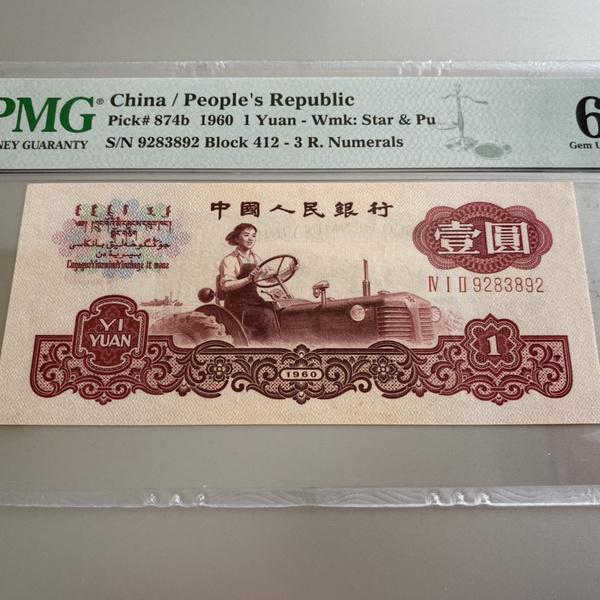 PMG® China / People's Republic
Pick# 874b 1960 1 Yuan - Wmk: Star & Pu
NEY GUARANTY S/N 9283892 Block 412 - 3 R. Numerals
6
Gem U
中國人民銀行
壹圓
Ⅳ Ⅰ Ⅱ 9283892
YI
YUAN
1960
1